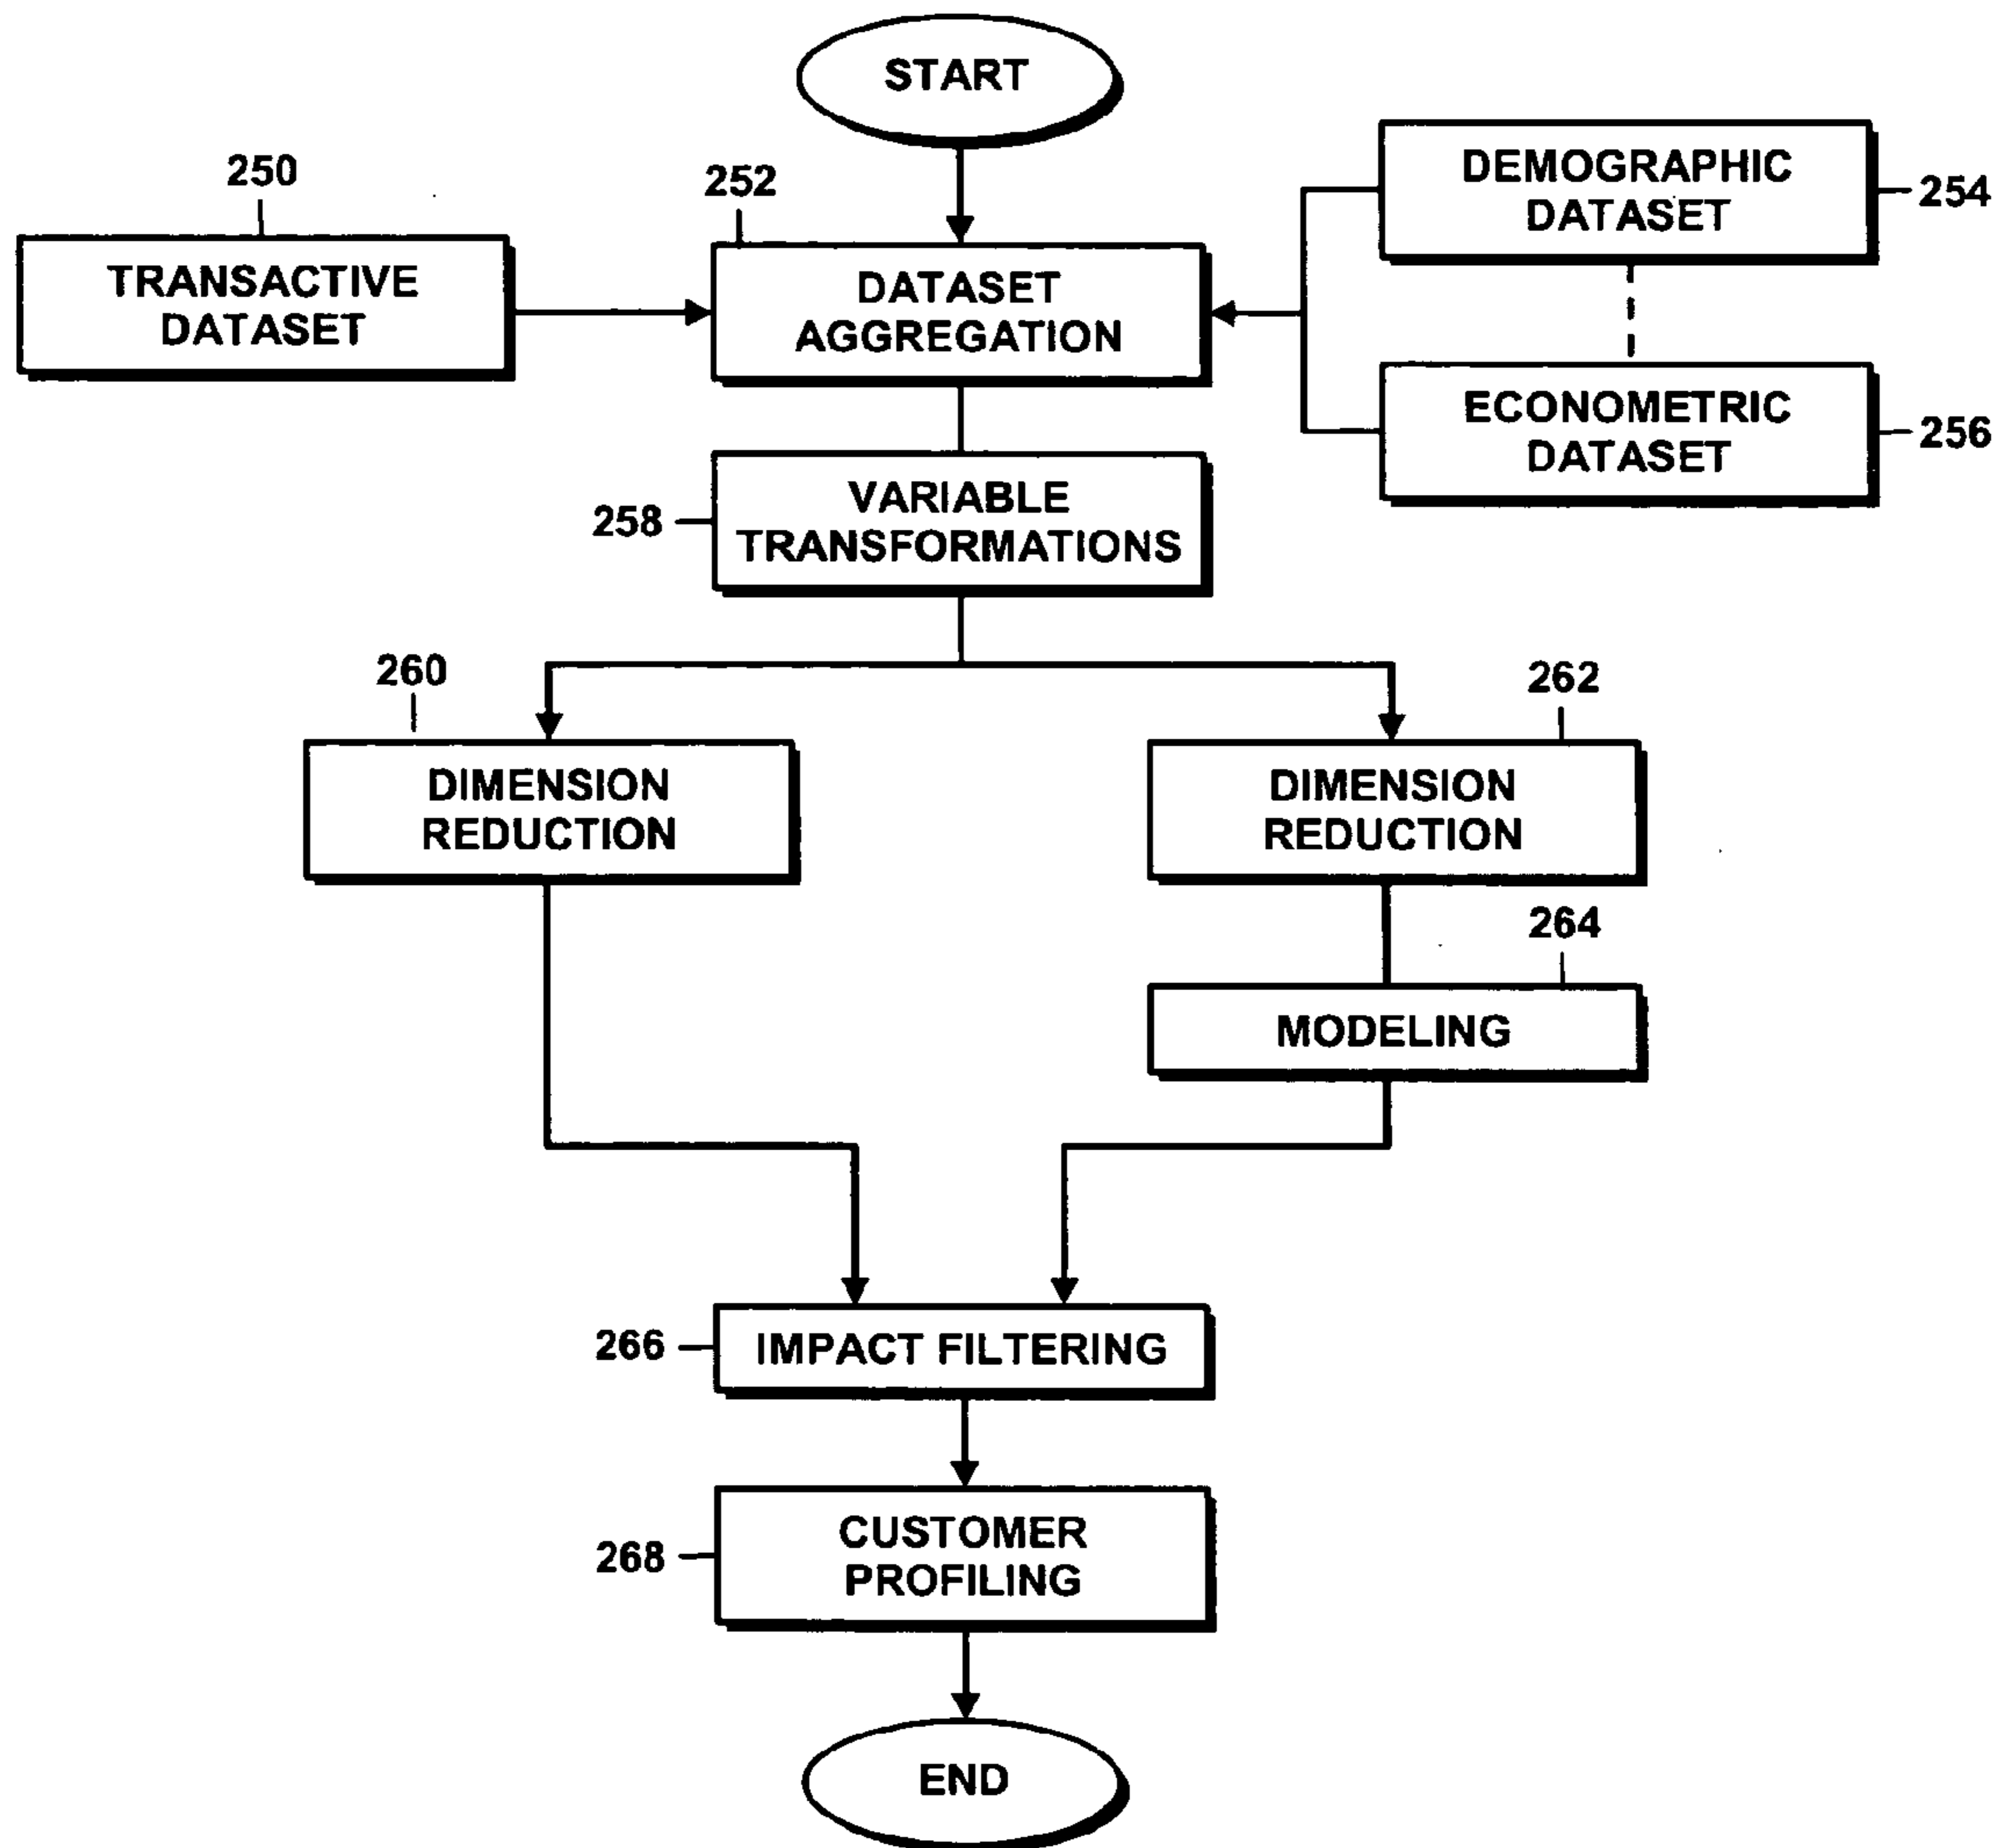 START
250
252
TRANSACTIVE
DATASET
DATASET
AGGREGATION
DEMOGRAPHIC
DATASET
254
ECONOMETRIC
DATASET
256
258
VARIABLE
TRANSFORMATIONS
260
262
DIMENSION
REDUCTION
DIMENSION
REDUCTION
264
MODELING
266
IMPACT FILTERING
268
CUSTOMER
PROFILING
END